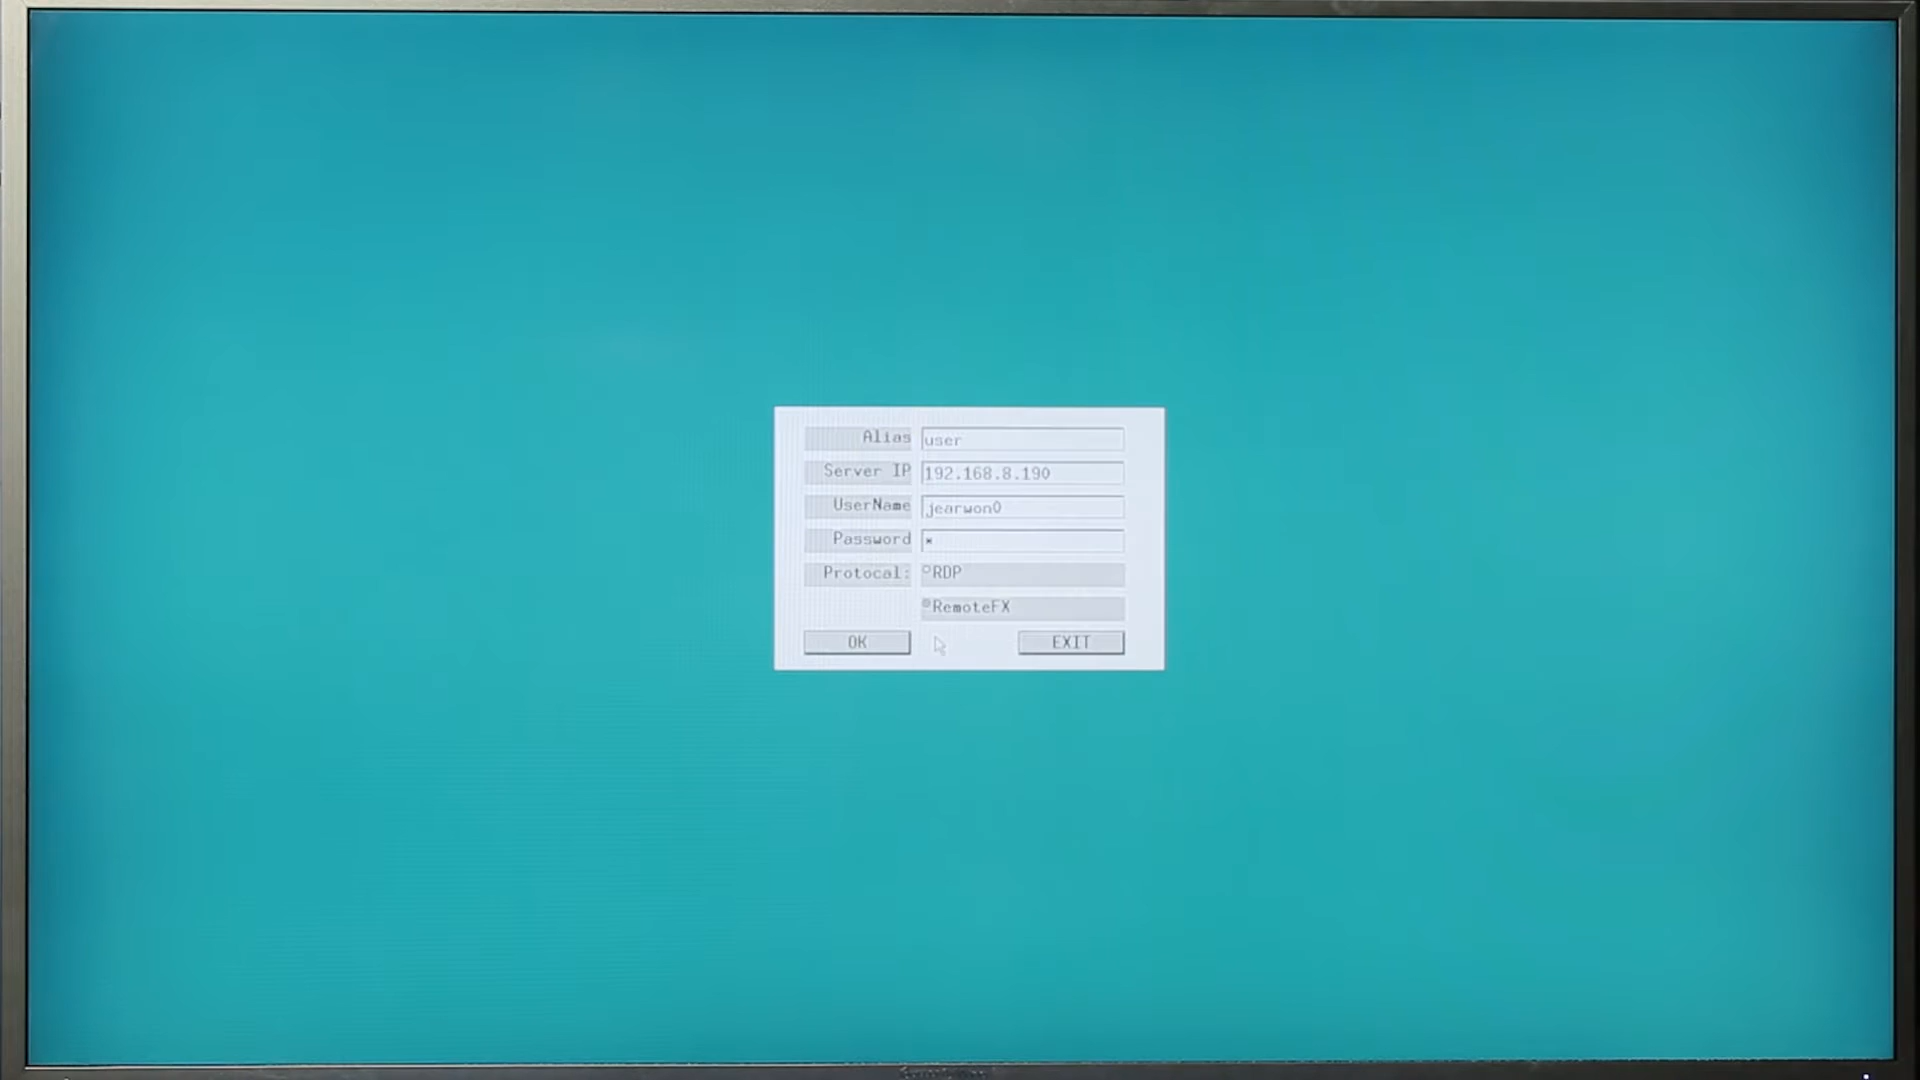 Alias user
Server IP 192.168.8.190
UserName jearwon0
Password *
Protocal: RDP
RemoteFX
OK EXIT